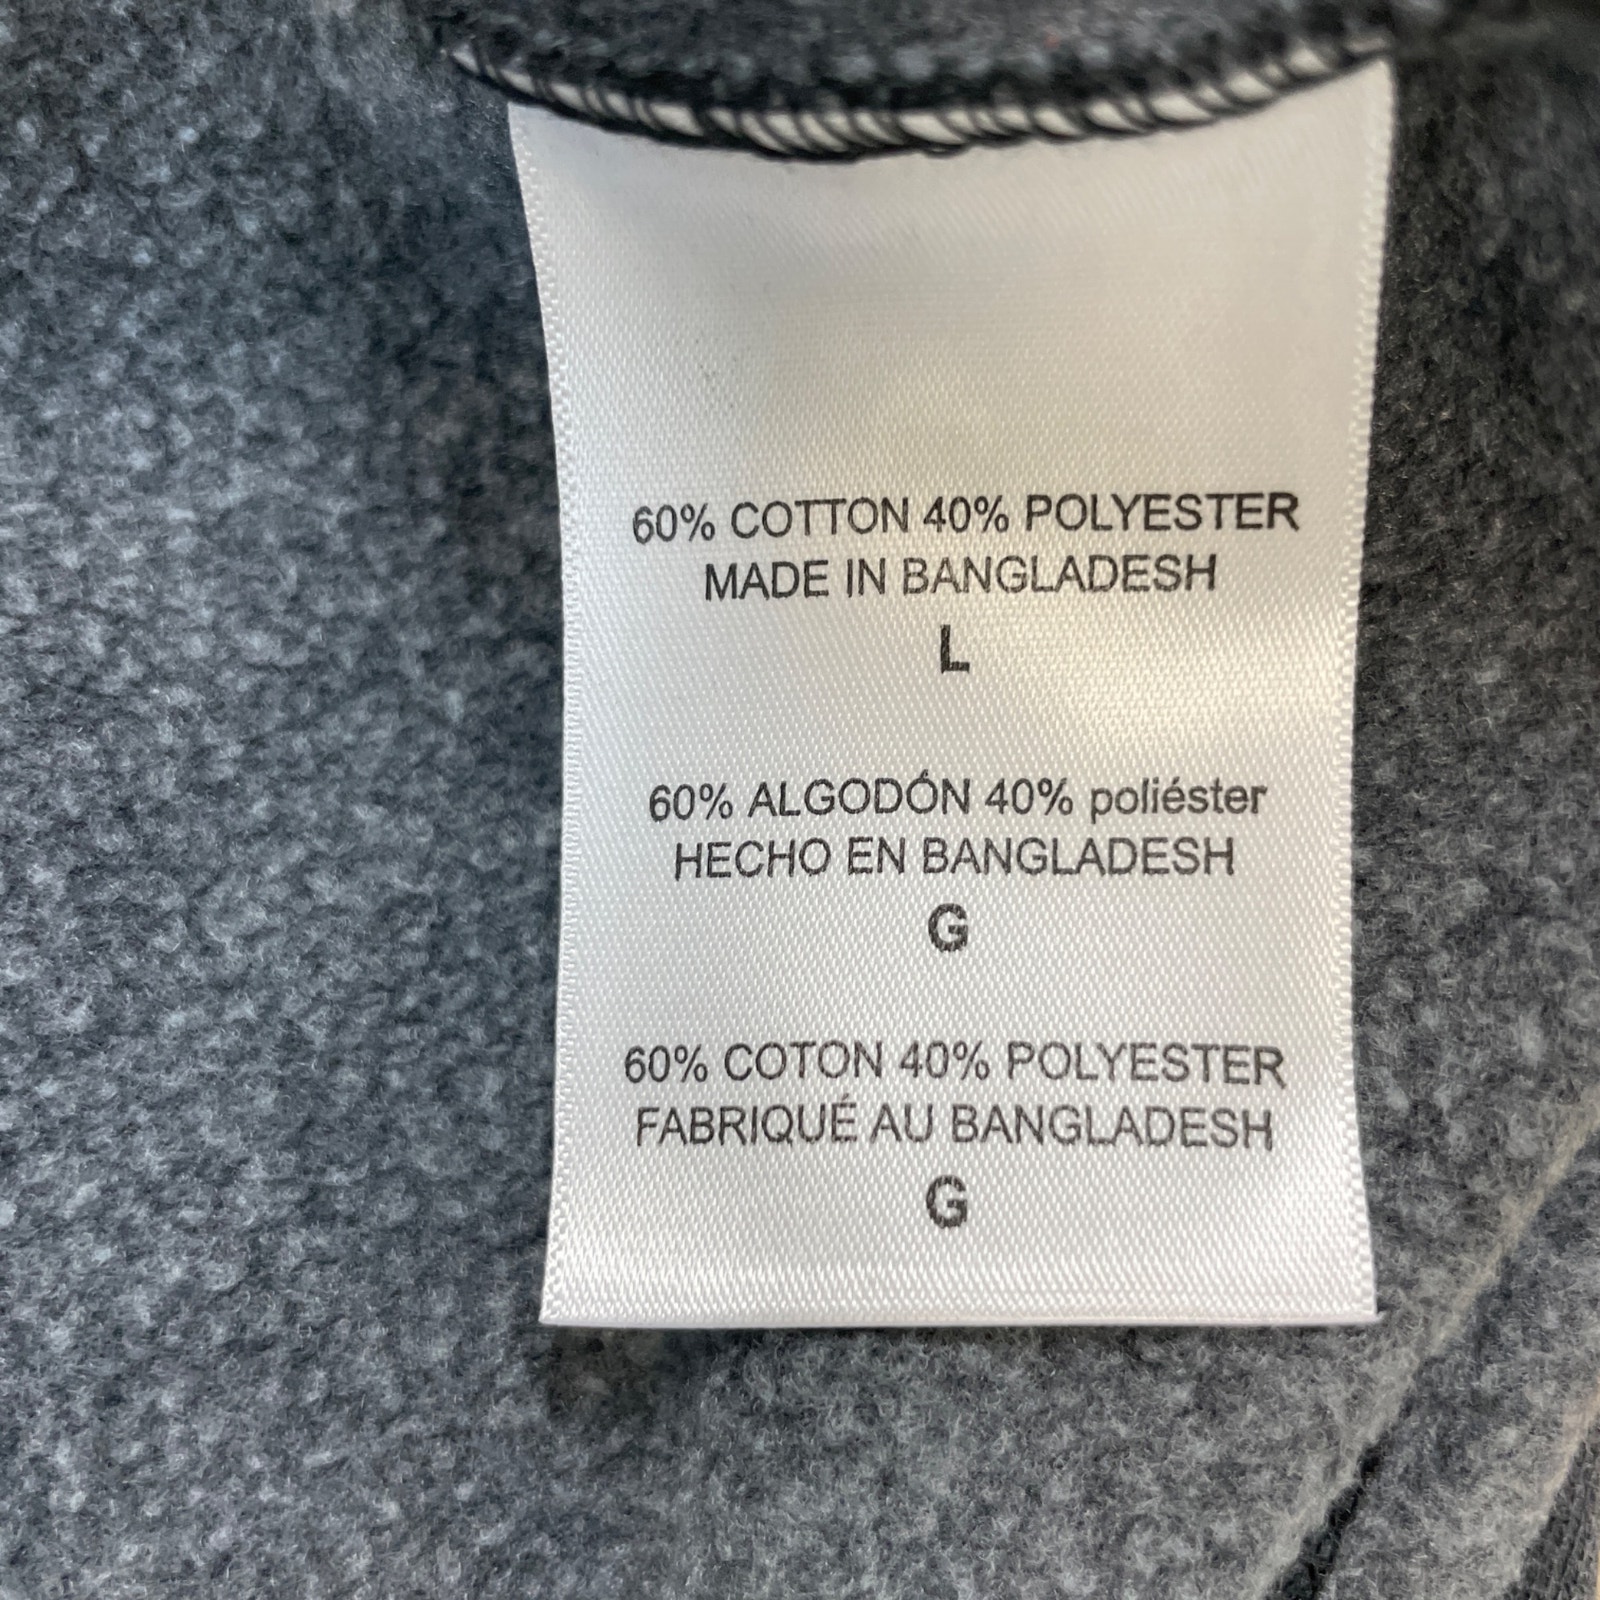 60% COTTON 40% POLYESTER
MADE IN BANGLADESH
L
60% ALGODÓN 40% poliéster
HECHO EN BANGLADESH
G
60% COTON 40% POLYESTER
FABRIQUÉ AU BANGLADESH
G